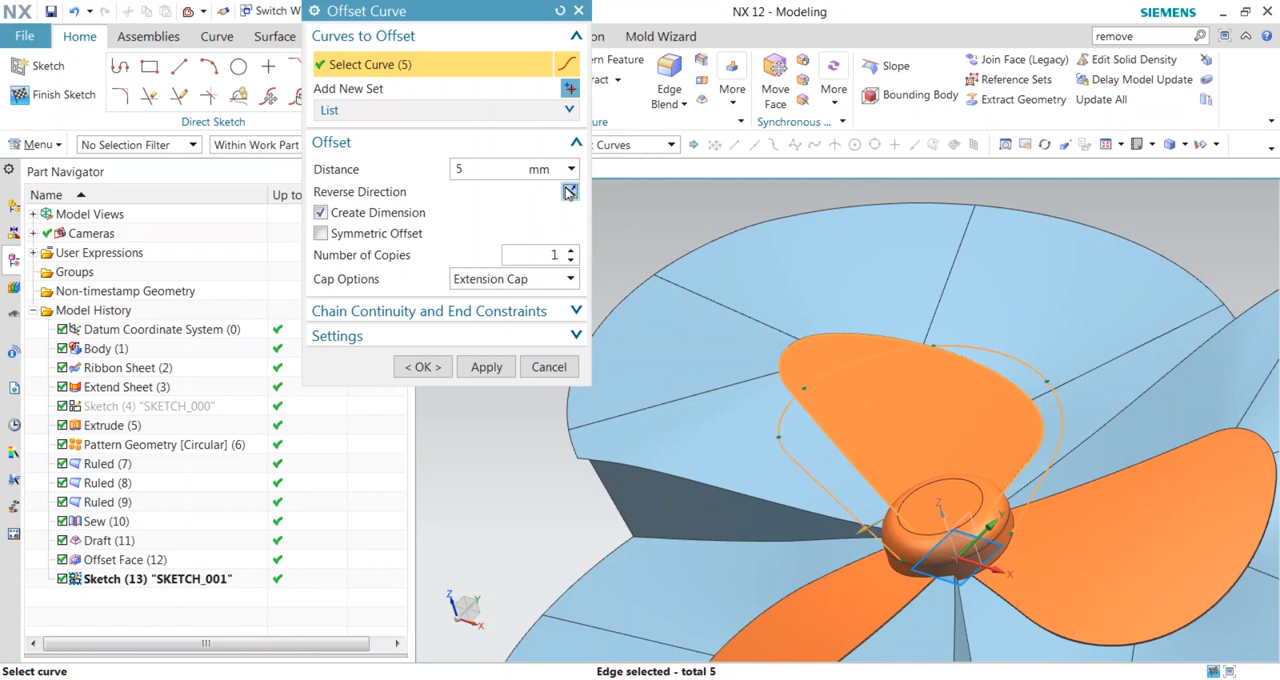 NX
Switch W
Offset Curve
NX 12 - Modeling
SIEMENS
File
Home
Assemblies
Curve
Surface
on
Mold Wizard
remove
Sketch
Finish Sketch
Direct Sketch
Curves to Offset
Select Curve (5)
Add New Set
List
Offset
Distance
5
mm
Reverse Direction
Create Dimension
Symmetric Offset
Number of Copies
1
Cap Options
Extension Cap
Chain Continuity and End Constraints
Settings
< OK >
Apply
Cancel
n Feature
ract
ure
Edge
Blend
More
Move
Face
More
Synchronous ...
Slope
Bounding Body
Join Face (Legacy)
Reference Sets
Extract Geometry
Edit Solid Density
Delay Model Update
Update All
Menu
No Selection Filter
Within Work Part
Curves
Part Navigator
Name
Up to
Model Views
Cameras
User Expressions
Groups
Non-timestamp Geometry
Model History
Datum Coordinate System (0)
Body (1)
Ribbon Sheet (2)
Extend Sheet (3)
Sketch (4) "SKETCH_000"
Extrude (5)
Pattern Geometry [Circular] (6)
Ruled (7)
Ruled (8)
Ruled (9)
Sew (10)
Draft (11)
Offset Face (12)
Sketch (13) "SKETCH_001"
Z
Y
X
Z
Y
X
Select curve
Edge selected - total 5